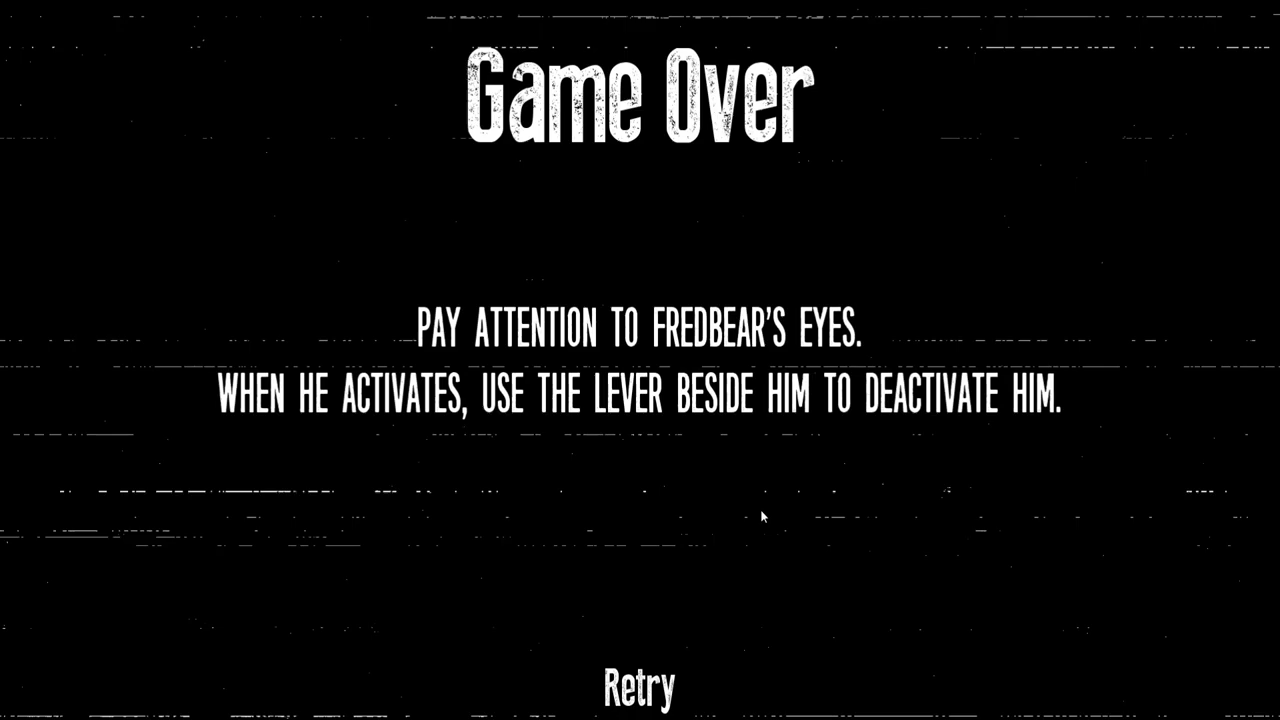 Game Over
PAY ATTENTION TO FREDBEAR'S EYES.
WHEN HE ACTIVATES, USE THE LEVER BESIDE HIM TO DEACTIVATE HIM.
Retry